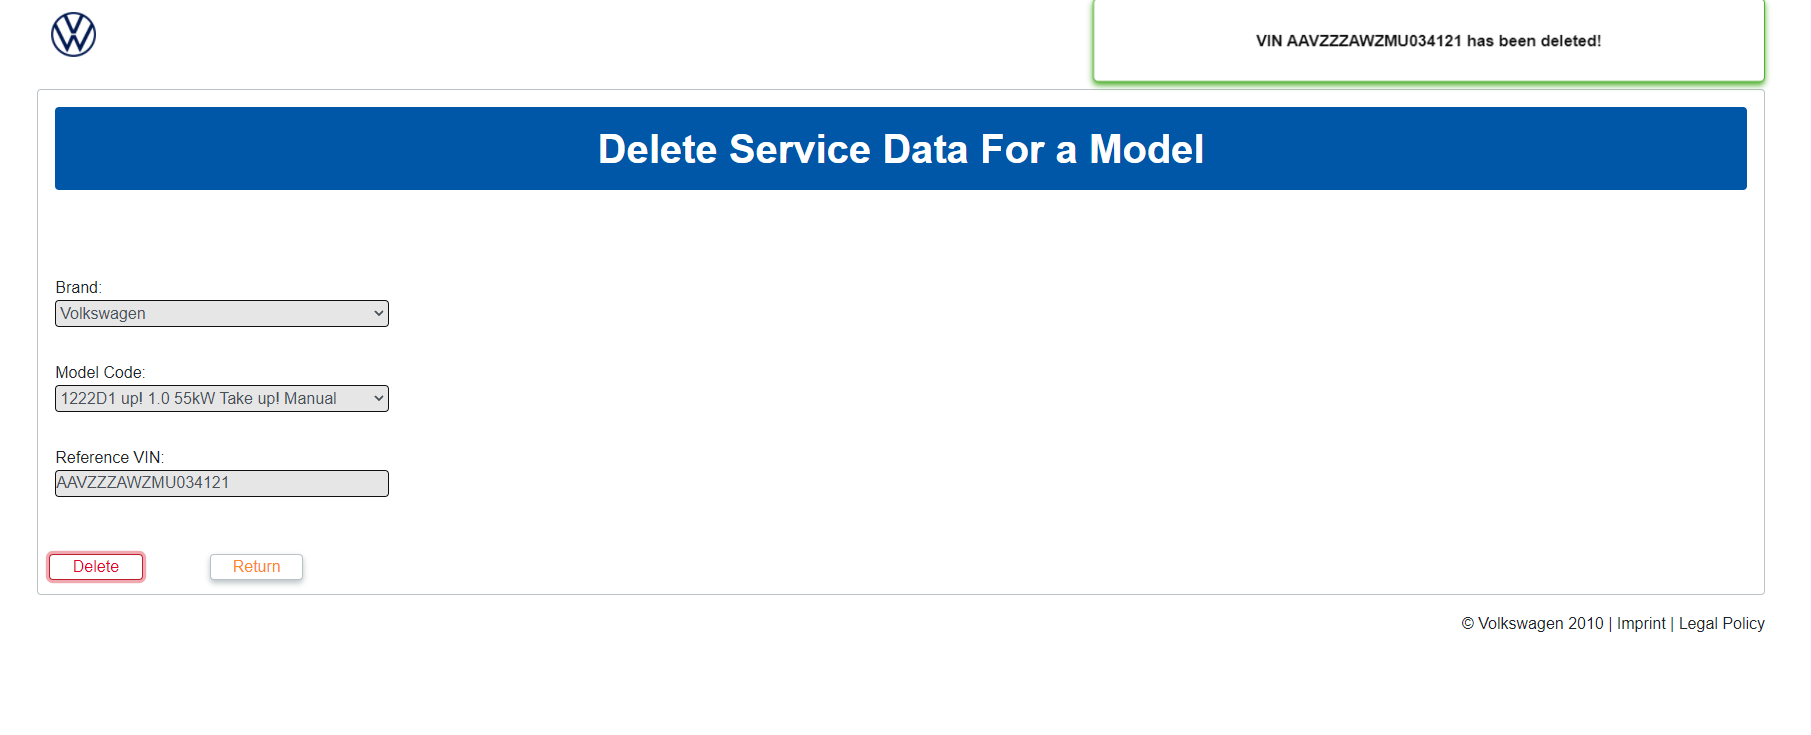 VIN AAVZZZAWZMU034121 has been deleted!
Delete Service Data For a Model
Brand:
Volkswagen
Model Code:
1222D1 up! 1.0 55kW Take up! Manual
Reference VIN:
AAVZZZAWZMU034121
Delete Return
© Volkswagen 2010 | Imprint | Legal Policy